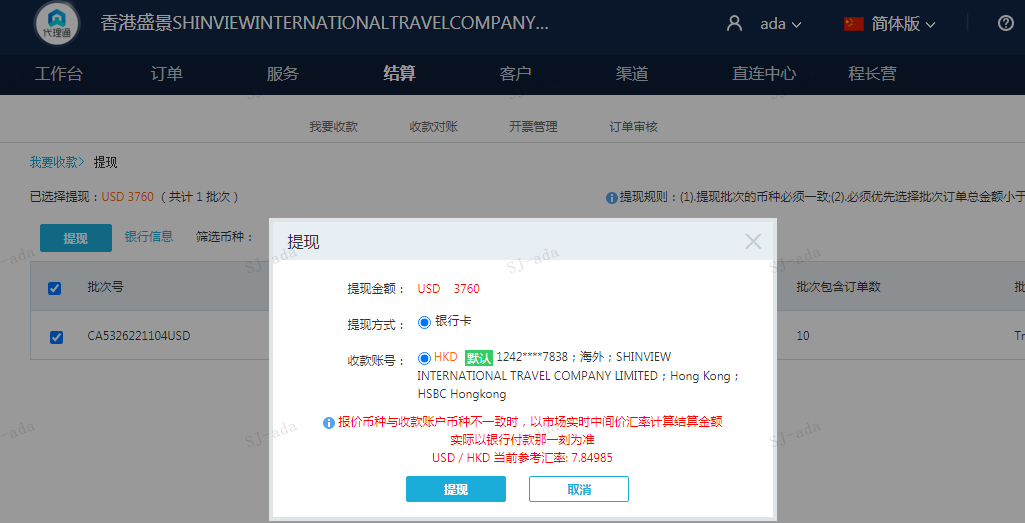 代理通
香港盛景SHINVIEWINTERNATIONALTRAVELCOMPANY...
ada
简体版
工作台 订单 服务 结算 客户 渠道 直连中心 程长营
我要收款 收款对账 开票管理 订单审核
我要收款> 提现
已选择提现：USD 3760 （ 共计 1 批次 ）
提现规则：(1).提现批次的币种必须一致;(2).必须优先选择批次订单总金额小于
提现 银行信息 筛选币种：
批次号 批次包含订单数 批
CA5326221104USD 10 Tr
提现
提现金额： USD 3760
提现方式： 银行卡
收款账号： HKD 默认 1242****7838；海外；SHINVIEW
INTERNATIONAL TRAVEL COMPANY LIMITED；Hong Kong；
HSBC Hongkong
报价币种与收款账户币种不一致时，以市场实时中间价汇率计算结算金额
实际以银行付款那一刻为准
USD / HKD 当前参考汇率: 7.84985
提现 取消
SJ-ada
SJ-ada
SJ-ada
SJ-ada
SJ-ada